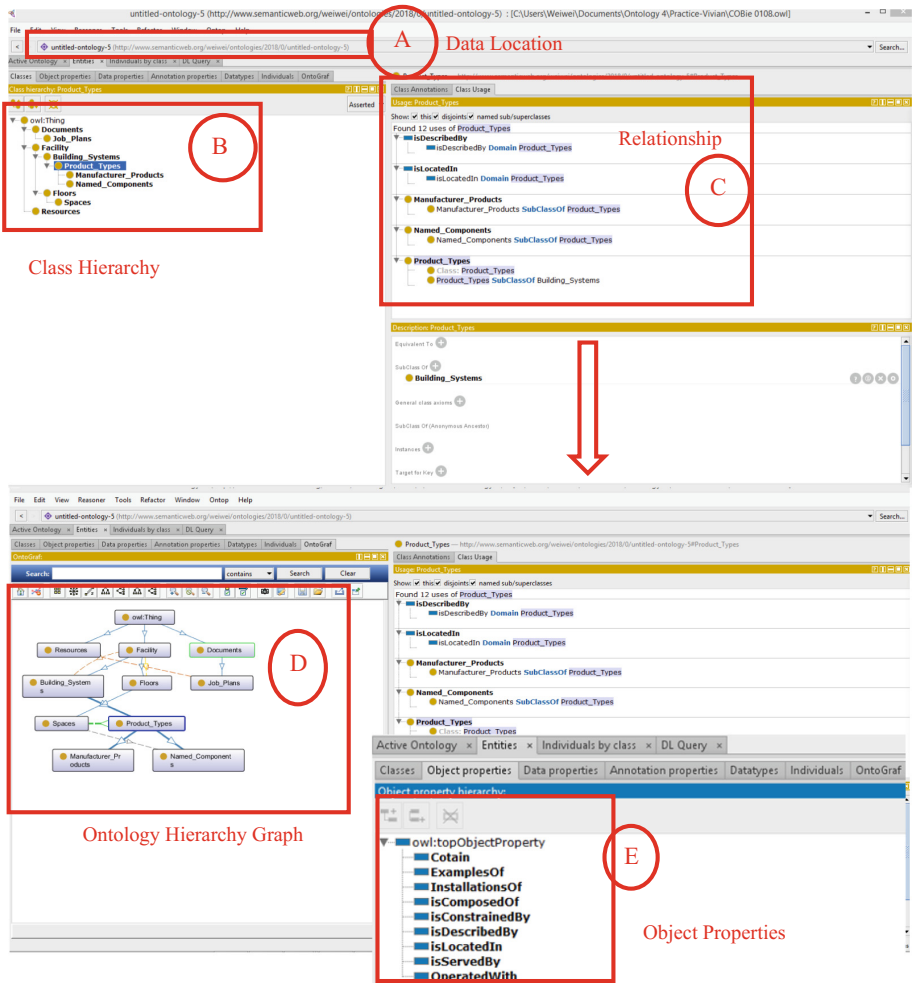 untitled-ontology-5 (http://www.semanticweb.org/weiwei/ontologies/2018/0/untitled-ontology-5) : [C:\Users\Weiwei\Documents\Ontology 4\Practice-Vivian\COBie 0108.owl]
File Edit View Reasoner Tools Refactor Window Ontop Help
< untitled-ontology-5 (http://www.semanticweb.org/weiwei/ontologies/2018/0/untitled-ontology-5) Search...
A Data Location
Active Ontology × Entities × Individuals by class × DL Query ×
Classes Object properties Data properties Annotation properties Datatypes Individuals OntoGraf
Class hierarchy: Product_Types
Asserted
owl:Thing
Documents
Job_Plans
Facility
Building_Systems
Product_Types
Manufacturer_Products
Named_Components
Floors
Spaces
Resources
B
Class Hierarchy
Class Annotations Class Usage
Usage: Product_Types
Show: this disjoints named sub/superclasses
Found 12 uses of Product_Types
Relationship
C
isDescribedBy
isDescribedBy Domain Product_Types
isLocatedIn
isLocatedIn Domain Product_Types
Manufacturer_Products
Manufacturer_Products SubClassOf Product_Types
Named_Components
Named_Components SubClassOf Product_Types
Product_Types
Class: Product_Types
Product_Types SubClassOf Building_Systems
Description: Product_Types
Equivalent To
SubClass Of
Building_Systems
General class axioms
SubClass Of (Anonymous Ancestor)
Instances
Target for Key
File Edit View Reasoner Tools Refactor Window Ontop Help
< untitled-ontology-5 (http://www.semanticweb.org/weiwei/ontologies/2018/0/untitled-ontology-5) Search...
Active Ontology × Entities × Individuals by class × DL Query ×
Classes Object properties Data properties Annotation properties Datatypes Individuals OntoGraf
OntoGraf:
Search: contains Search Clear
owl:Thing
Resources Facility Documents
Building_System
s
Floors Job_Plans
Spaces Product_Types
Manufacturer_Pr
oducts
Named_Component
s
D
Ontology Hierarchy Graph
Product_Types — http://www.semanticweb.org/weiwei/ontologies/2018/0/untitled-ontology-5#Product_Types
Class Annotations Class Usage
Usage: Product_Types
Show: this disjoints named sub/superclasses
Found 12 uses of Product_Types
isDescribedBy
isDescribedBy Domain Product_Types
isLocatedIn
isLocatedIn Domain Product_Types
Manufacturer_Products
Manufacturer_Products SubClassOf Product_Types
Named_Components
Named_Components SubClassOf Product_Types
Product_Types
Class: Product_Types
Active Ontology × Entities × Individuals by class × DL Query ×
Classes Object properties Data properties Annotation properties Datatypes Individuals OntoGraf
Object property hierarchy:
owl:topObjectProperty
Cotain
ExamplesOf
InstallationsOf
isComposedOf
isConstrainedBy
isDescribedBy
isLocatedIn
isServedBy
OperatedWith
E
Object Properties